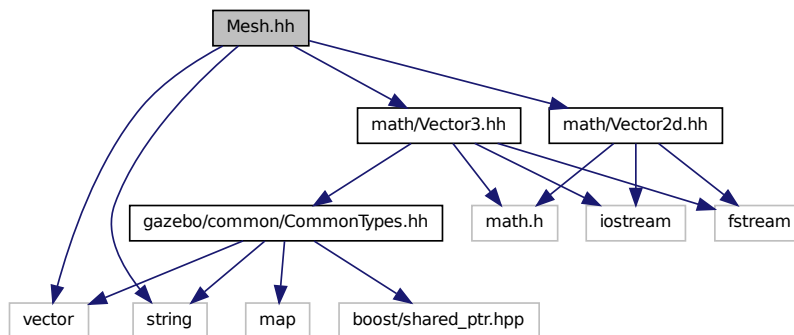 Mesh.hh
math/Vector3.hh
math/Vector2d.hh
gazebo/common/CommonTypes.hh
math.h
iostream
fstream
vector
string
map
boost/shared_ptr.hpp